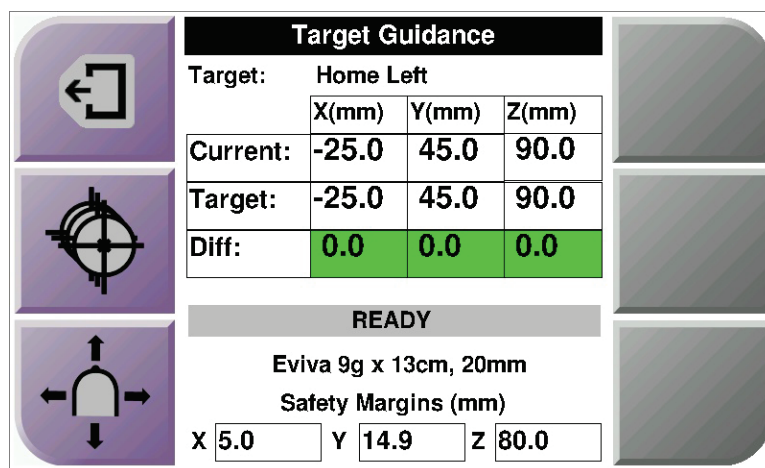 Target Guidance
Target: Home Left
X(mm) Y(mm) Z(mm)
Current: -25.0 45.0 90.0
Target: -25.0 45.0 90.0
Diff: 0.0 0.0 0.0
READY
Eviva 9g x 13cm, 20mm
Safety Margins (mm)
X 5.0 Y 14.9 Z 80.0